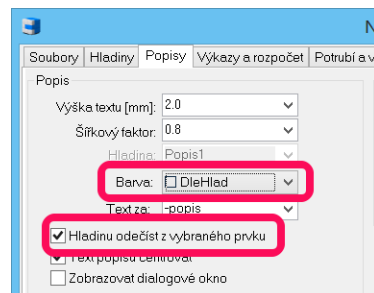 N
Soubory Hladiny Popisy Výkazy a rozpočet Potrubí a v
Popis
Výška textu [mm]: 2.0
Šířkový faktor: 0.8
Hladina: Popis1
Barva: DleHlad
Text za: -popis
Hladinu odečíst z vybraného prvku
Text popisu centrovat
Zobrazovat dialogové okno